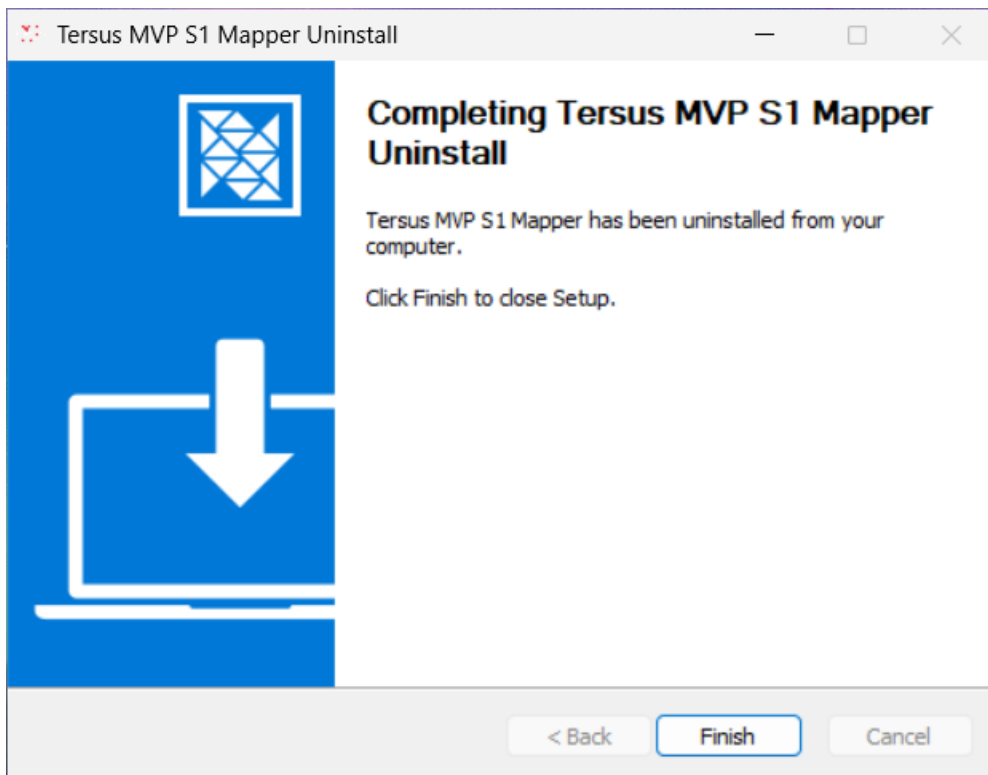 Tersus MVP S1 Mapper Uninstall
Completing Tersus MVP S1 Mapper
Uninstall
Tersus MVP S1 Mapper has been uninstalled from your
computer.
Click Finish to close Setup.
< Back
Finish
Cancel